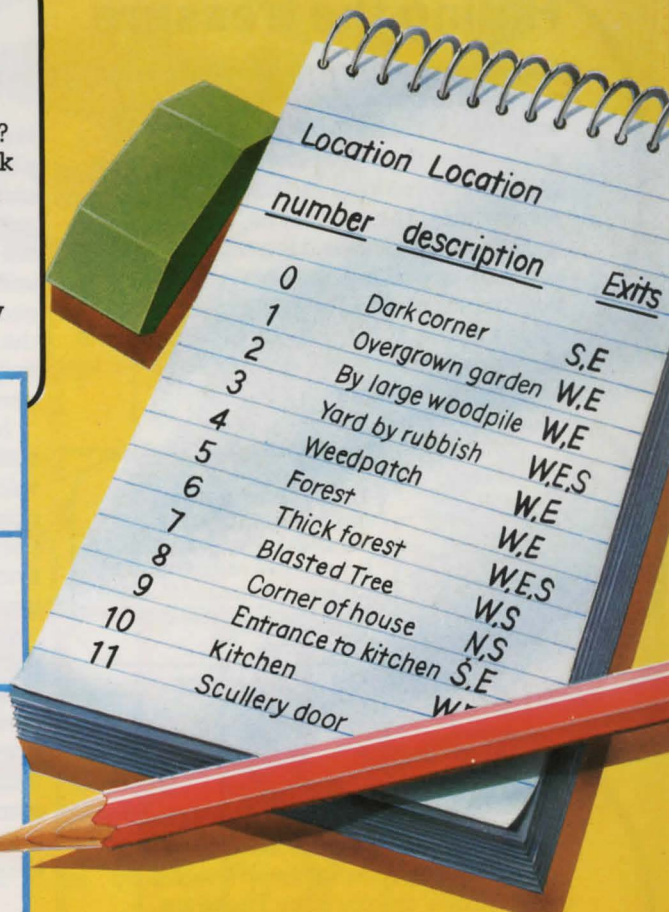 Location Location
number description Exits
0 Dark corner S,E
1 Overgrown garden W,E
2 By large woodpile W,E
3 Yard by rubbish W,E,S
4 Weedpatch W,E
5 Forest W,E
6 Thick forest W,E,S
7 Blasted Tree W,S
8 Corner of house N,S
9 Entrance to kitchen S,E
10 Kitchen
11 Scullery door